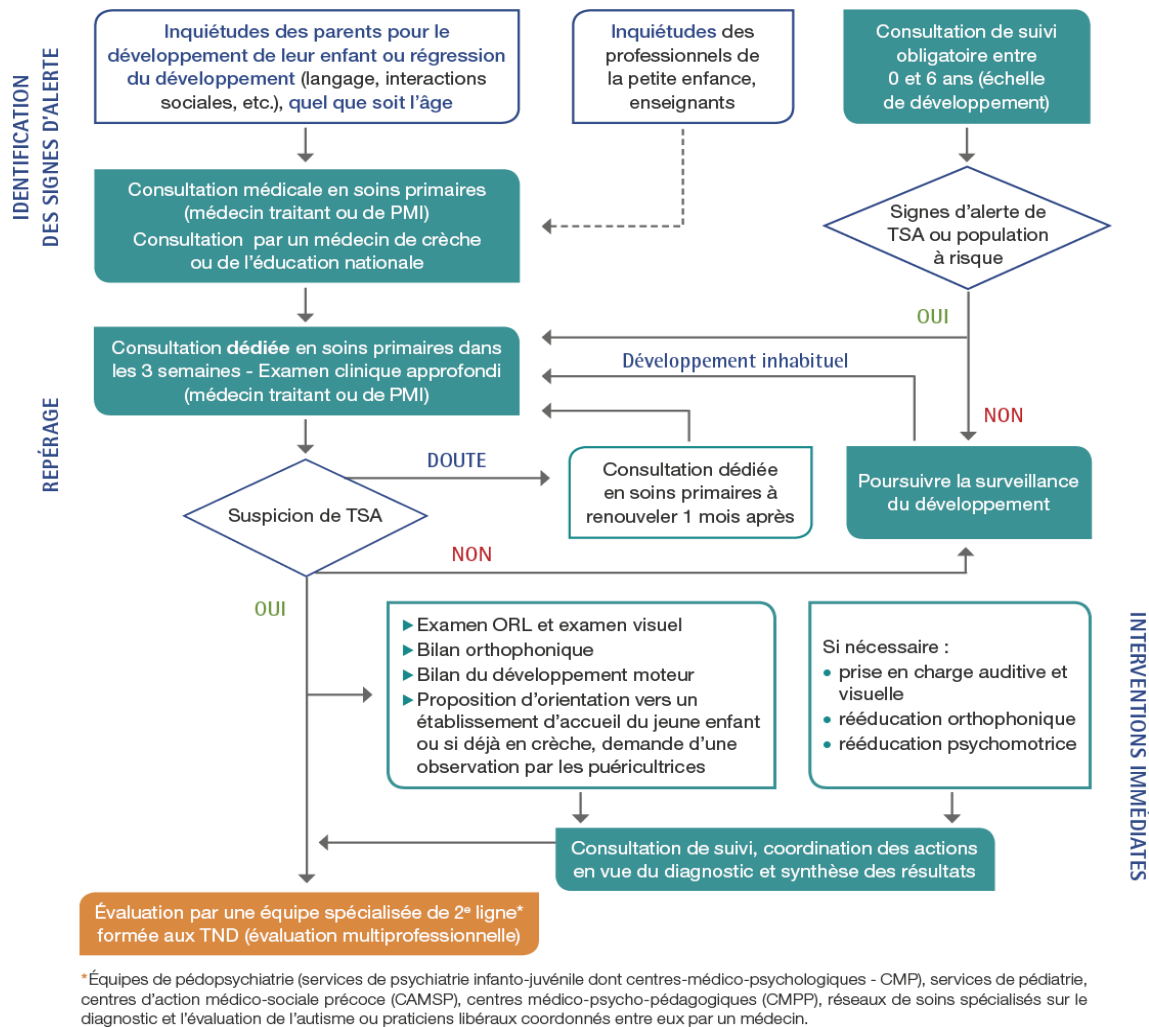 IDENTIFICATION
DES SIGNES D'ALERTE
Inquiétudes des parents pour le
développement de leur enfant ou régression
du développement (langage, interactions
sociales, etc.), quel que soit l'âge
Inquiétudes des
professionnels de
la petite enfance,
enseignants
Consultation de suivi
obligatoire entre
0 et 6 ans (échelle
de développement)
Consultation médicale en soins primaires
(médecin traitant ou de PMI)
Consultation par un médecin de crèche
ou de l'éducation nationale
Signes d'alerte de
TSA ou population
à risque
OUI
REPÉRAGE
Consultation dédiée en soins primaires dans
les 3 semaines - Examen clinique approfondi
(médecin traitant ou de PMI)
Développement inhabituel
NON
DOUTE
Suspicion de TSA
Consultation dédiée
en soins primaires à
renouveler 1 mois après
Poursuivre la surveillance
du développement
NON
OUI
INTERVENTIONS IMMÉDIATES
▶ Examen ORL et examen visuel
▶ Bilan orthophonique
▶ Bilan du développement moteur
▶ Proposition d'orientation vers un
établissement d'accueil du jeune enfant
ou si déjà en crèche, demande d'une
observation par les puéricultrices
Si nécessaire :
• prise en charge auditive et
visuelle
• rééducation orthophonique
• rééducation psychomotrice
Consultation de suivi, coordination des actions
en vue du diagnostic et synthèse des résultats
Évaluation par une équipe spécialisée de 2e ligne*
formée aux TND (évaluation multiprofessionnelle)
*Équipes de pédopsychiatrie (services de psychiatrie infanto-juvénile dont centres-médico-psychologiques - CMP), services de pédiatrie,
centres d'action médico-sociale précoce (CAMSP), centres médico-psycho-pédagogiques (CMPP), réseaux de soins spécialisés sur le
diagnostic et l'évaluation de l'autisme ou praticiens libéraux coordonnés entre eux par un médecin.